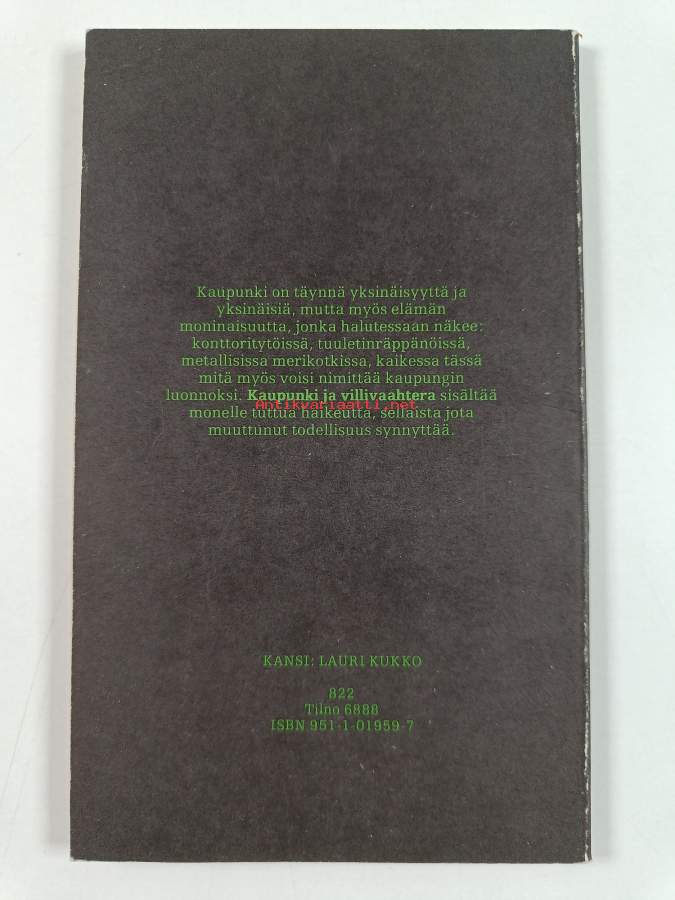 Kaupunki on täynnä yksinäisyyttä ja
yksinäisiä, mutta myös elämän
moninaisuutta, jonka halutessaan näkee:
konttoritytöissä, tuuletinräppänöissä,
metallisissa merikotkissa, kaikessa tässä
mitä myös voisi nimittää kaupungin
luonnoksi. Kaupunki ja villivaahtera sisältää
Antikvariaatti.net
monelle tuttua haikeutta, sellaista jota
muuttunut todellisuus synnyttää.
KANSI: LAURI KUKKO
822
Tilno 6888
ISBN 951-1-01959-7